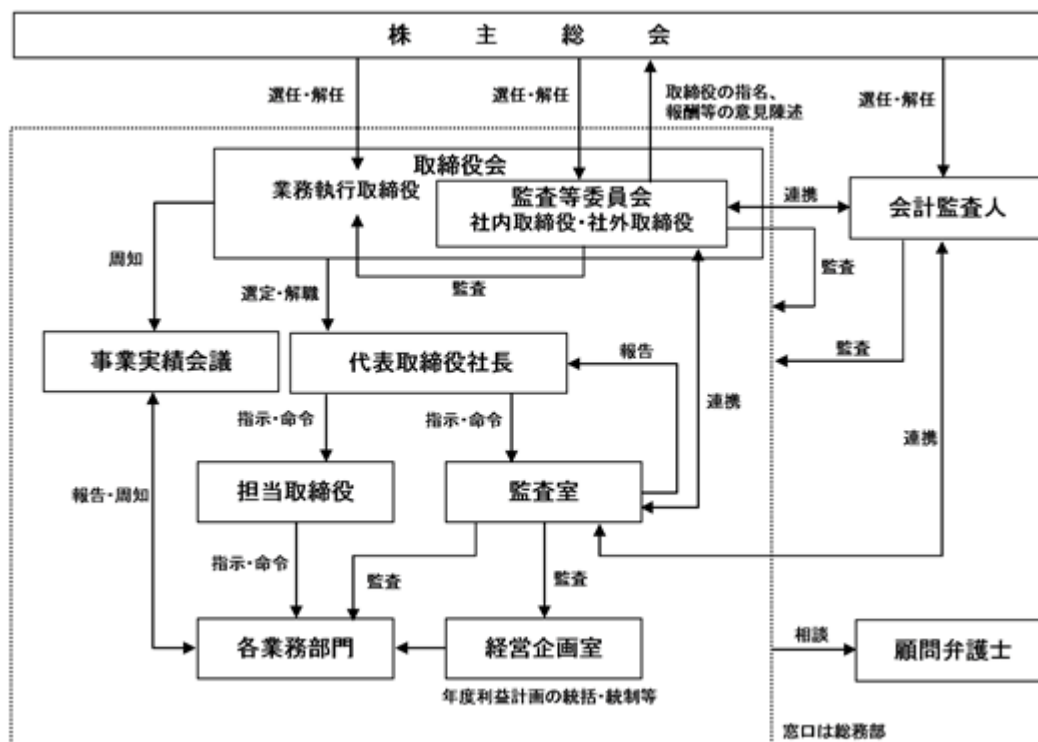 株主総会
選任・解任
選任・解任
取締役の指名、
報酬等の意見陳述
選任・解任
取締役会
業務執行取締役
監査等委員会
社内取締役・社外取締役
連携
会計監査人
周知
監査
監査
選定・解職
監査
事業実績会議
代表取締役社長
報告
指示・命令
指示・命令
連携
連携
担当取締役
監査室
報告・周知
指示・命令
監査
監査
各業務部門
経営企画室
相談
顧問弁護士
年度利益計画の統括・統制等
窓口は総務部